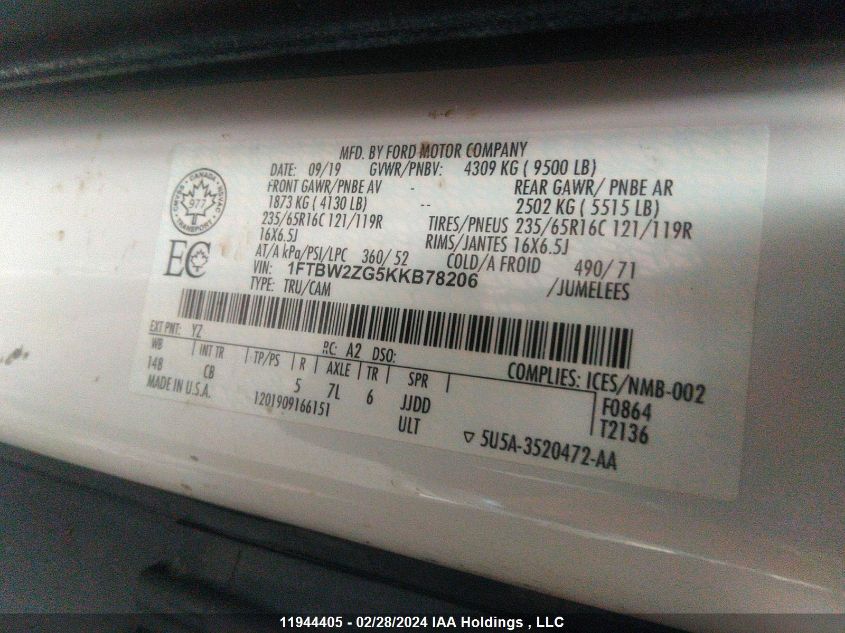 MFD. BY FORD MOTOR COMPANY
DATE: 09/19 GVWR/PNBV: 4309 KG ( 9500 LB)
FRONT GAWR/PNBE AV - REAR GAWR/ PNBE AR
1873 KG ( 4130 LB) -- 2502 KG ( 5515 LB)
235/65R16C 121/119R TIRES/PNEUS 235/65R16C 121/119R
16X6.5J RIMS/JANTES 16X6.5J
AT/A kPa/PSI/LPC 360/ 52 COLD/A FROID 490/ 71
VIN: 1FTBW2ZG5KKB78206 /JUMELEES
TYPE: TRU/CAM
CANADA
977
TRANSPORT
EC
EXT PNT: YZ RC: A2 DSO: COMPLIES: ICES/NMB-002
WB INT TR TP/PS R AXLE TR SPR F0864
148 CB 5 7L 6 JJDD T2136
MADE IN U.S.A. 1201909166151 ULT ▽ 5U5A-3520472-AA
11944405 - 02/28/2024 IAA Holdings , LLC